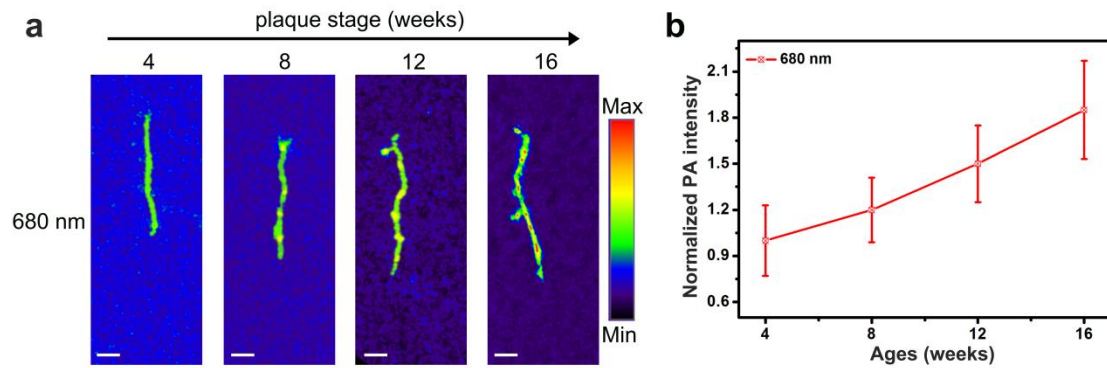 a
plaque stage (weeks)
4 8 12 16
680 nm
Max
Min
b
680 nm
Normalized PA intensity
2.1
1.8
1.5
1.2
0.9
0.6
4 8 12 16
Ages (weeks)